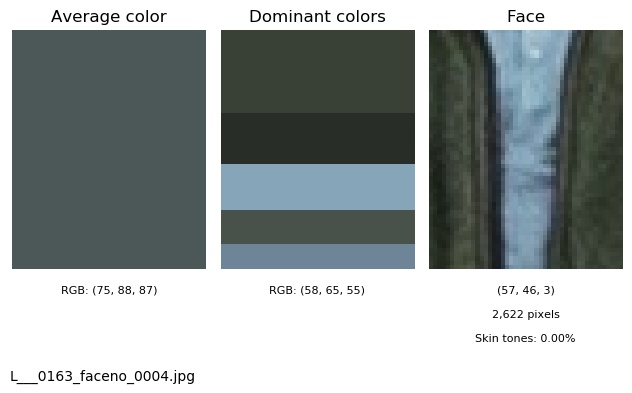 Average color
Dominant colors
Face
RGB: (75, 88, 87)
RGB: (58, 65, 55)
(57, 46, 3)
2,622 pixels
Skin tones: 0.00%
L___0163_faceno_0004.jpg